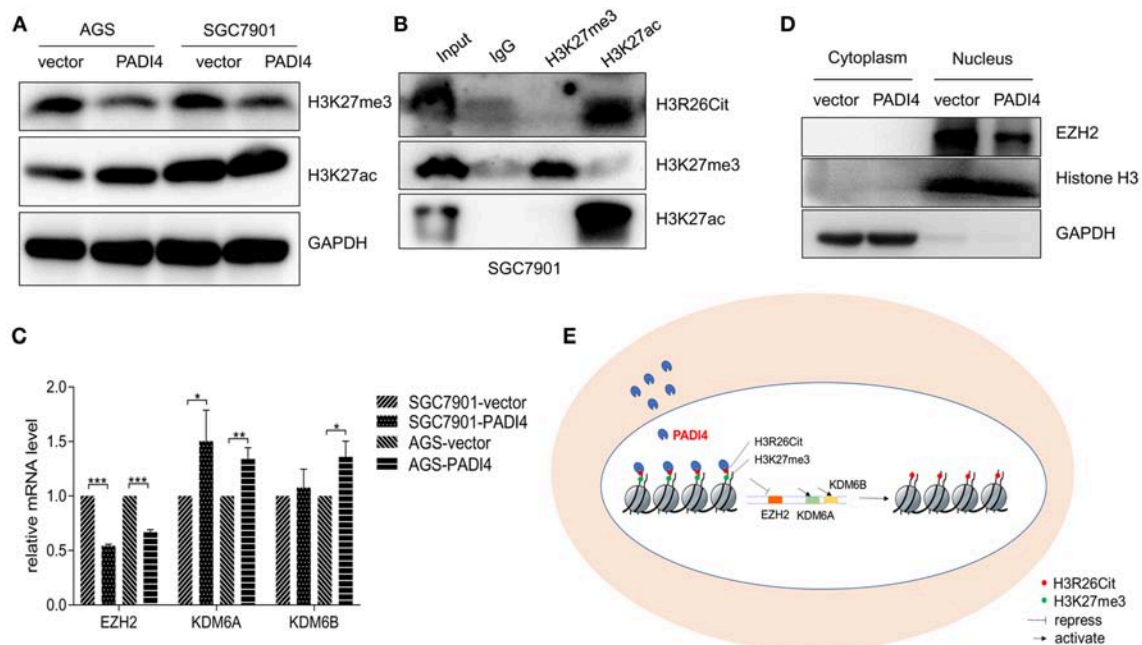 A
AGS SGC7901
vector PADI4 vector PADI4
H3K27me3
H3K27ac
GAPDH
B
Input IgG H3K27me3 H3K27ac
H3R26Cit
H3K27me3
H3K27ac
SGC7901
D
Cytoplasm Nucleus
vector PADI4 vector PADI4
EZH2
Histone H3
GAPDH
C
relative mRNA level
2.0
1.5
1.0
0.5
0.0
*** *** * ** *
EZH2 KDM6A KDM6B
SGC7901-vector
SGC7901-PADI4
AGS-vector
AGS-PADI4
E
PADI4
H3R26Cit
H3K27me3
KDM6B
EZH2 KDM6A
H3R26Cit
H3K27me3
repress
activate